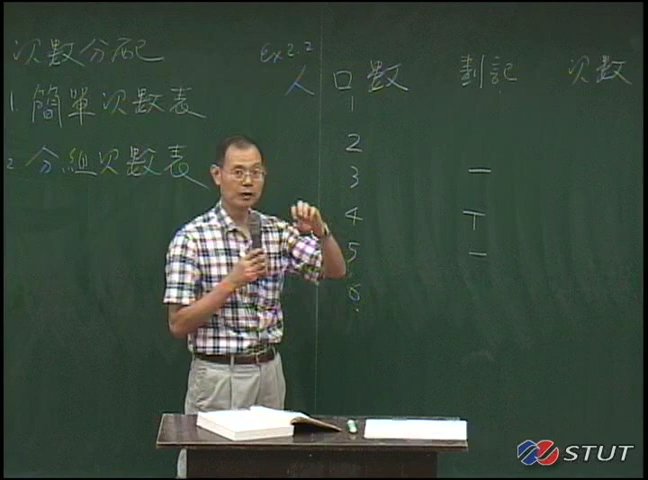 次數分配
1. 簡單次數表
2 分組次數表
Ex2.2
人口數 劃記 次數
1
2
3 一
4 丅
5 一
6
STUT